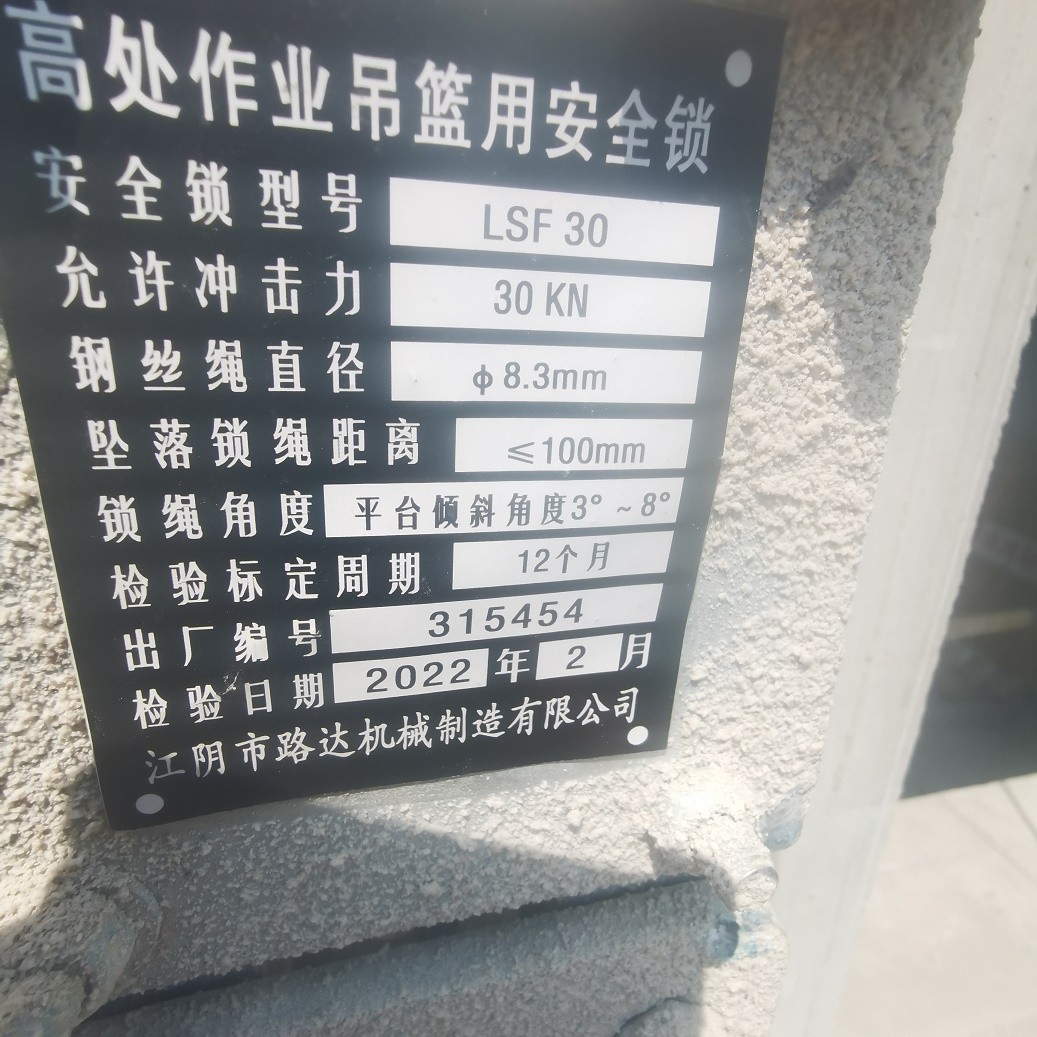 高处作业吊篮用安全锁
安全锁型号 LSF 30
允许冲击力 30 KN
钢丝绳直径 φ8.3mm
坠落锁绳距离 ≤100mm
锁绳角度 平台倾斜角度3°~8°
检验标定周期 12个月
出厂编号 315454
检验日期 2022 年 2 月
江阴市路达机械制造有限公司